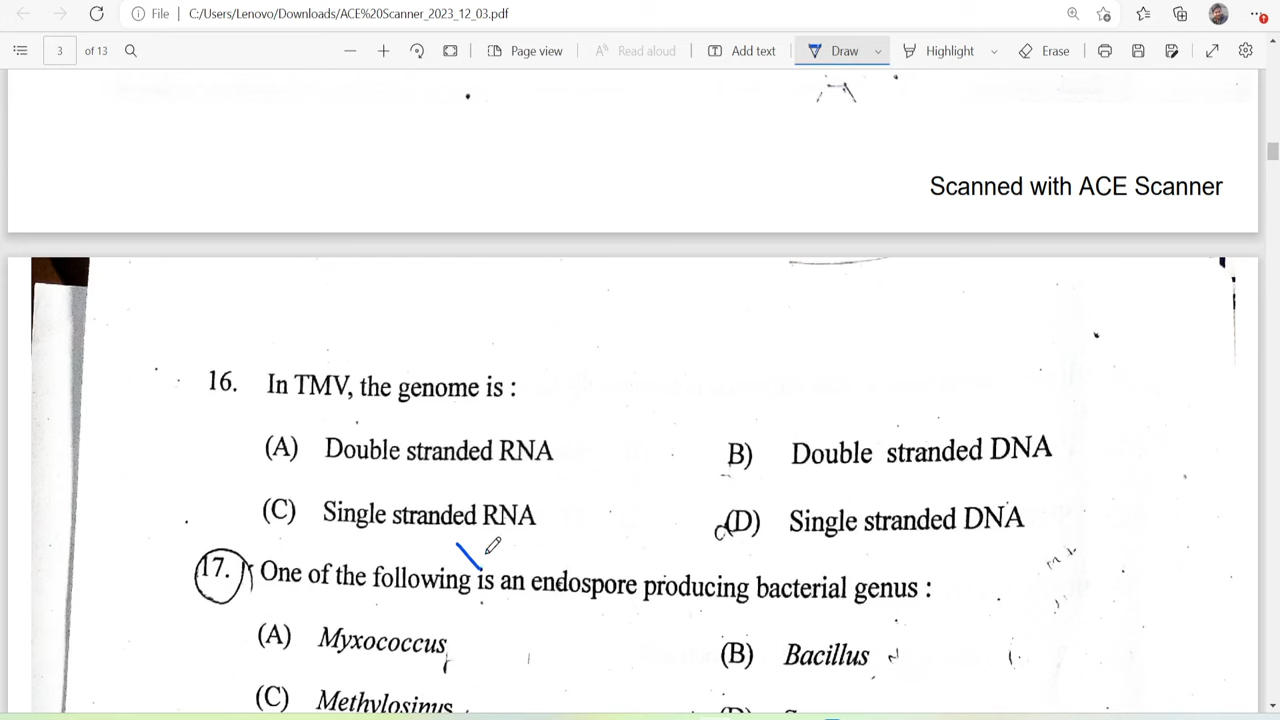 File C:/Users/Lenovo/Downloads/ACE%20Scanner_2023_12_03.pdf
3 of 13 Page view Read aloud Add text Draw Highlight Erase
Scanned with ACE Scanner
16. In TMV, the genome is :
(A) Double stranded RNA B) Double stranded DNA
(C) Single stranded RNA (D) Single stranded DNA
17. One of the following is an endospore producing bacterial genus :
(A) Myxococcus (B) Bacillus
(C) Methylosinus